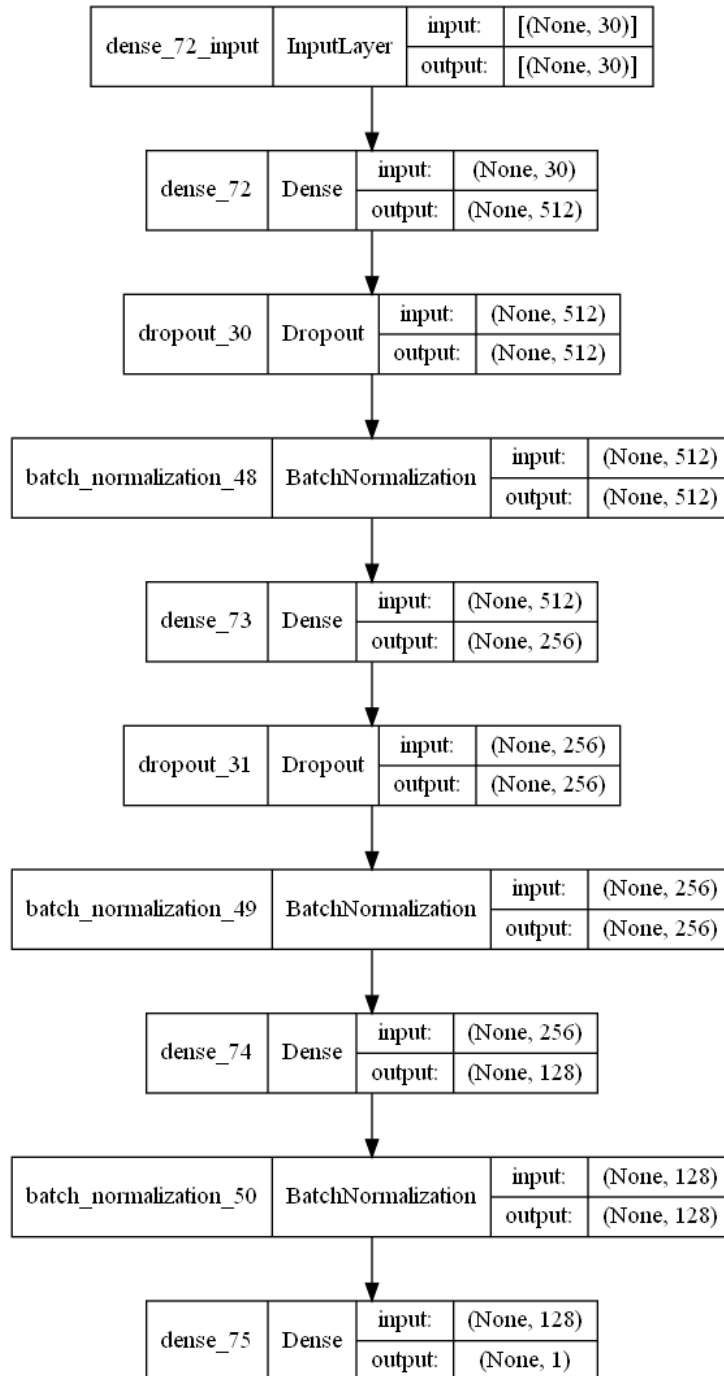 dense_72_input InputLayer input: [(None, 30)]
output: [(None, 30)]
dense_72 Dense input: (None, 30)
output: (None, 512)
dropout_30 Dropout input: (None, 512)
output: (None, 512)
batch_normalization_48 BatchNormalization input: (None, 512)
output: (None, 512)
dense_73 Dense input: (None, 512)
output: (None, 256)
dropout_31 Dropout input: (None, 256)
output: (None, 256)
batch_normalization_49 BatchNormalization input: (None, 256)
output: (None, 256)
dense_74 Dense input: (None, 256)
output: (None, 128)
batch_normalization_50 BatchNormalization input: (None, 128)
output: (None, 128)
dense_75 Dense input: (None, 128)
output: (None, 1)